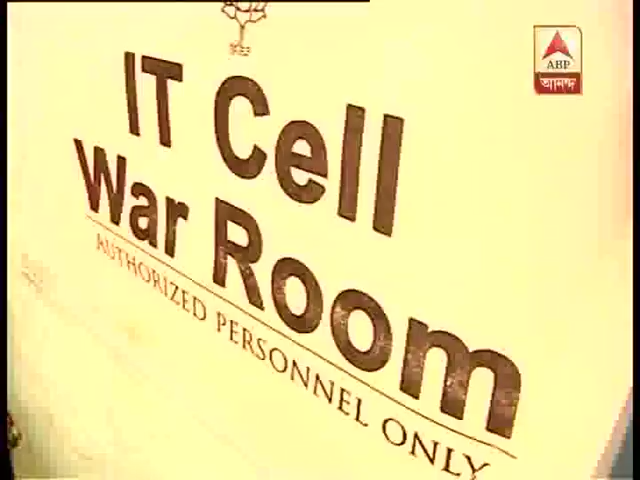 ABP
আনন্দ
IT Cell
War Room
AUTHORIZED PERSONNEL ONLY